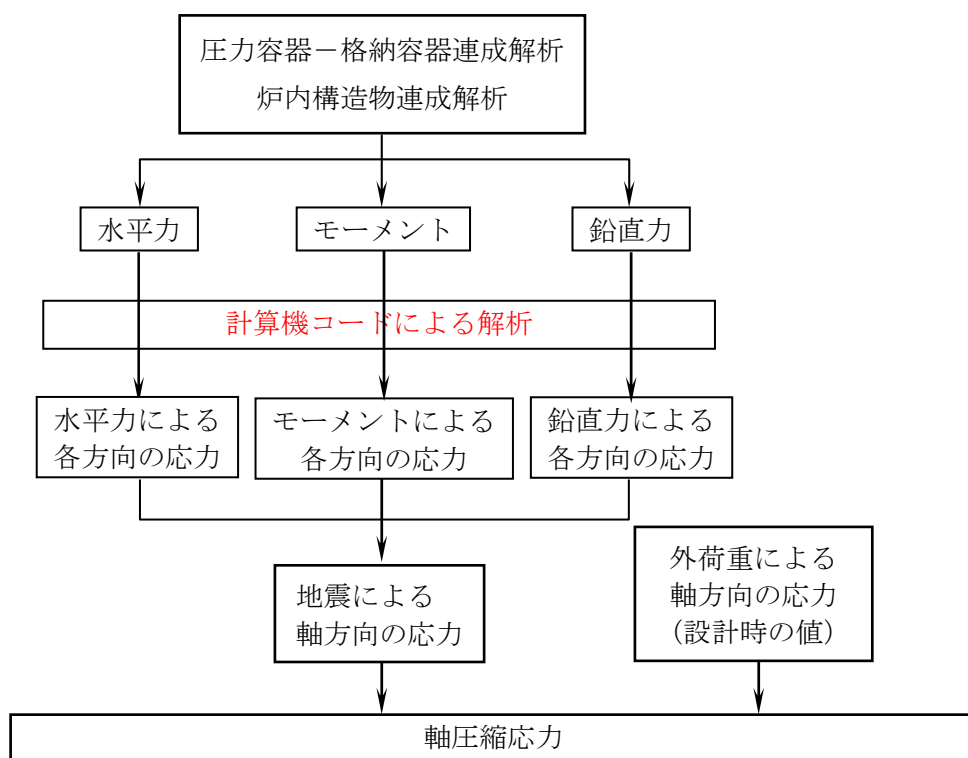 圧力容器－格納容器連成解析
炉内構造物連成解析
水平力
モーメント
鉛直力
計算機コードによる解析
水平力による
各方向の応力
モーメントによる
各方向の応力
鉛直力による
各方向の応力
地震による
軸方向の応力
外荷重による
軸方向の応力
(設計時の値)
軸圧縮応力